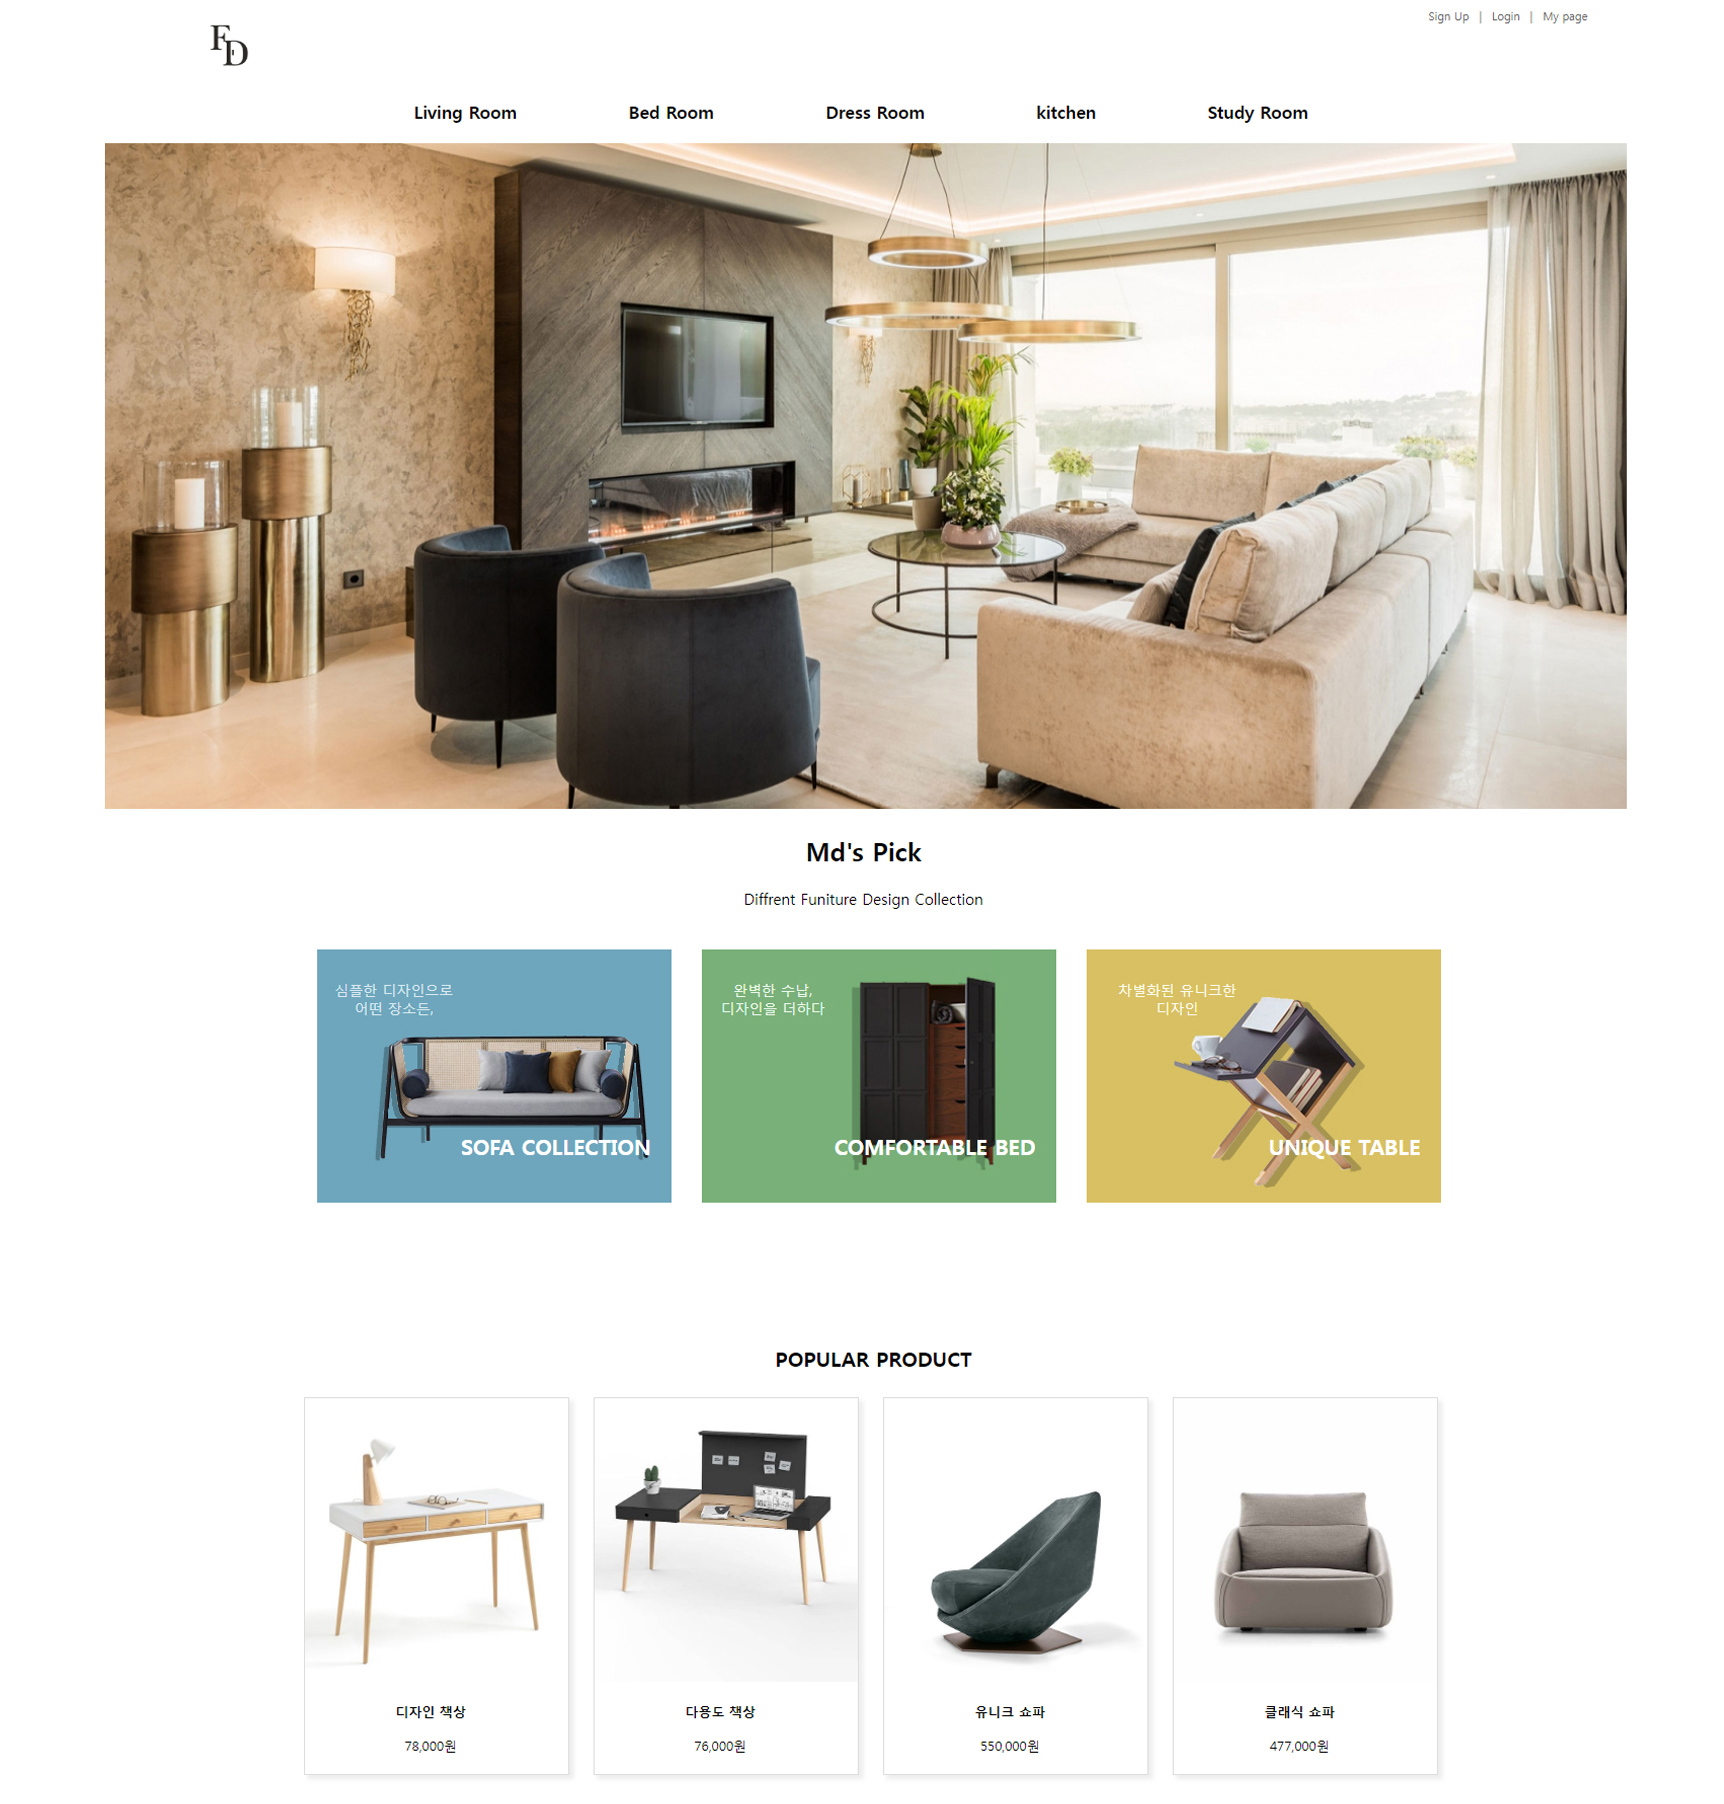 Sign Up | Login | My page
FD
Living Room
Bed Room
Dress Room
kitchen
Study Room
Md's Pick
Diffrent Funiture Design Collection
심플한 디자인으로
어떤 장소든,
SOFA COLLECTION
완벽한 수납,
디자인을 더하다
COMFORTABLE BED
차별화된 유니크한
디자인
UNIQUE TABLE
POPULAR PRODUCT
디자인 책상
78,000원
다용도 책상
76,000원
유니크 쇼파
550,000원
클래식 쇼파
477,000원